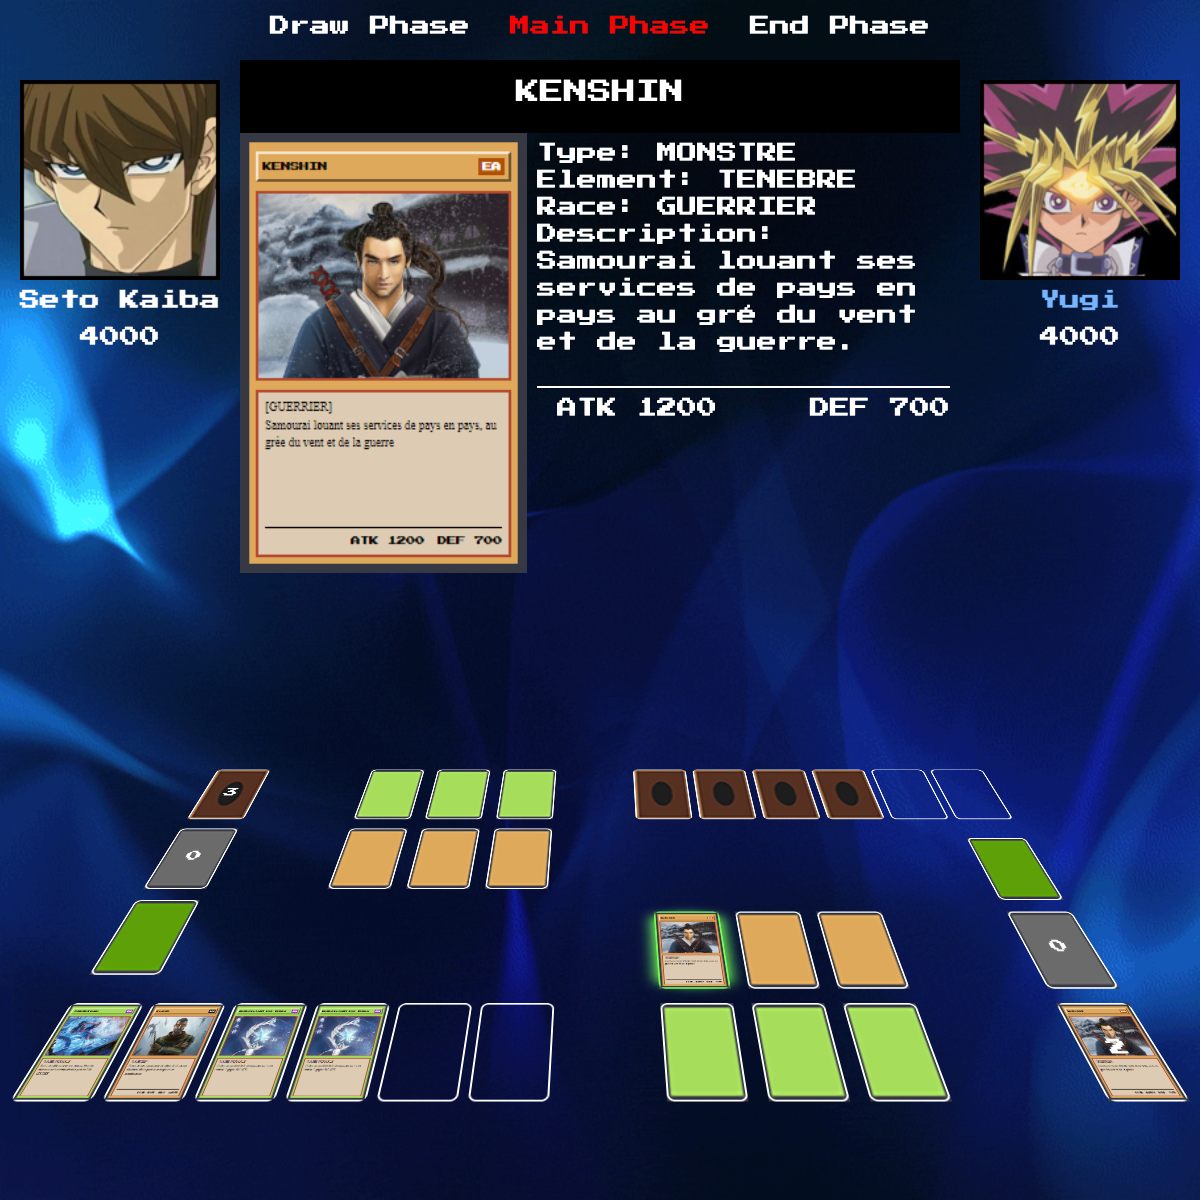 Draw Phase Main Phase End Phase
KENSHIN
KENSHIN EA
[GUERRIER]
Samourai louant ses services de pays en pays, au
grée du vent et de la guerre
ATK 1200 DEF 700
Type: MONSTRE
Element: TENEBRE
Race: GUERRIER
Description:
Samourai louant ses
services de pays en
pays au gré du vent
et de la guerre.
ATK 1200 DEF 700
Seto Kaiba
4000
Yugi
4000
3
0
0
2